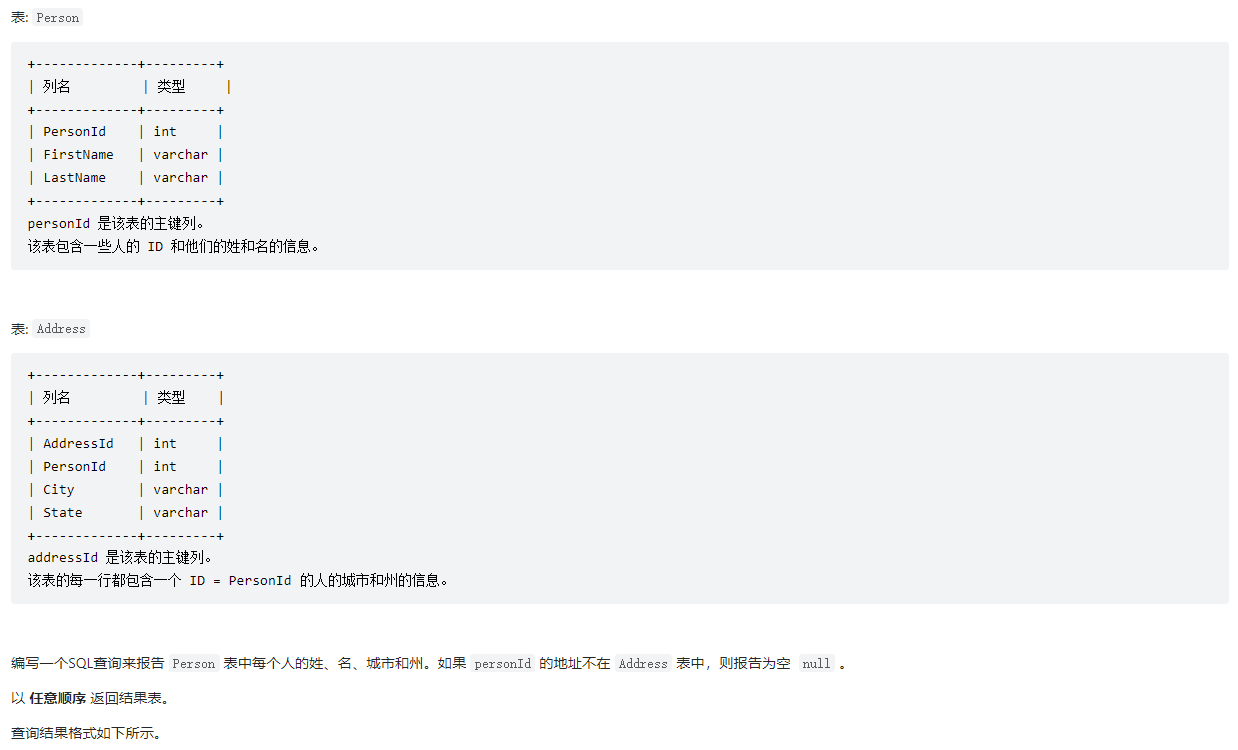 表: Person
+-------------+---------+
| 列名         | 类型     |
+-------------+---------+
| PersonId    | int     |
| FirstName   | varchar |
| LastName    | varchar |
+-------------+---------+
personId 是该表的主键列。
该表包含一些人的 ID 和他们的姓和名的信息。
表: Address
+-------------+---------+
| 列名         | 类型    |
+-------------+---------+
| AddressId   | int     |
| PersonId    | int     |
| City        | varchar |
| State       | varchar |
+-------------+---------+
addressId 是该表的主键列。
该表的每一行都包含一个 ID = PersonId 的人的城市和州的信息。
编写一个SQL查询来报告 Person 表中每个人的姓、名、城市和州。如果 personId 的地址不在 Address 表中，则报告为空  null 。
以 任意顺序 返回结果表。
查询结果格式如下所示。